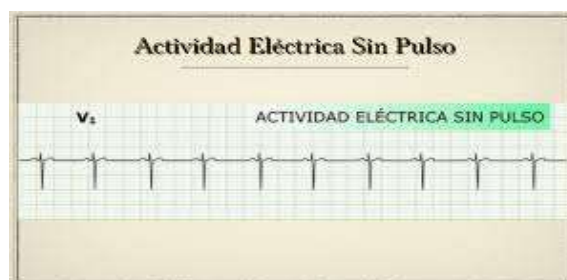 Actividad Eléctrica Sin Pulso
V₁ ACTIVIDAD ELÉCTRICA SIN PULSO